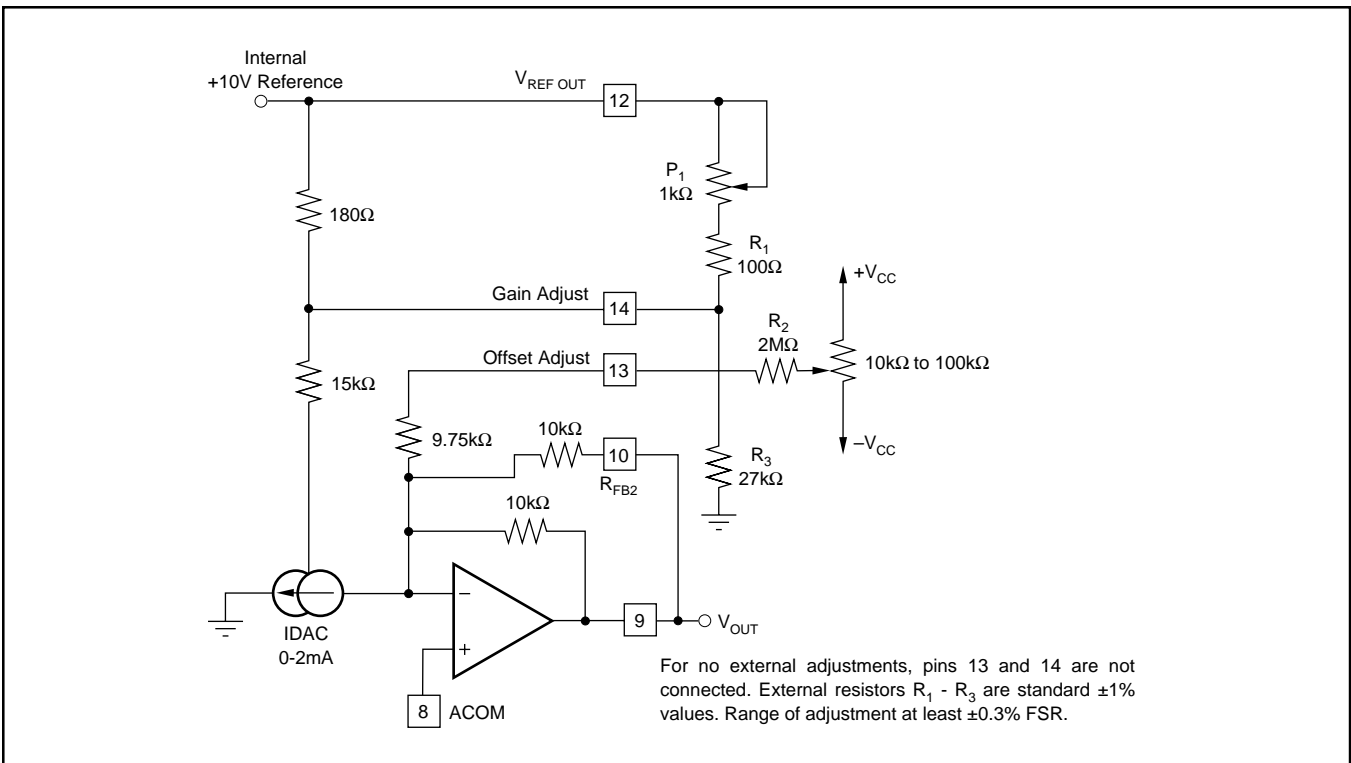 Internal
+10V Reference
V_REF OUT
12
P₁
1kΩ
180Ω
R₁
100Ω
+V_CC
Gain Adjust
14
R₂
2MΩ
10kΩ to 100kΩ
Offset Adjust
13
15kΩ
9.75kΩ
10kΩ
10
R_FB2
–V_CC
R₃
27kΩ
10kΩ
–
+
IDAC
0-2mA
9
V_OUT
8
ACOM
For no external adjustments, pins 13 and 14 are not
connected. External resistors R₁ - R₃ are standard ±1%
values. Range of adjustment at least ±0.3% FSR.